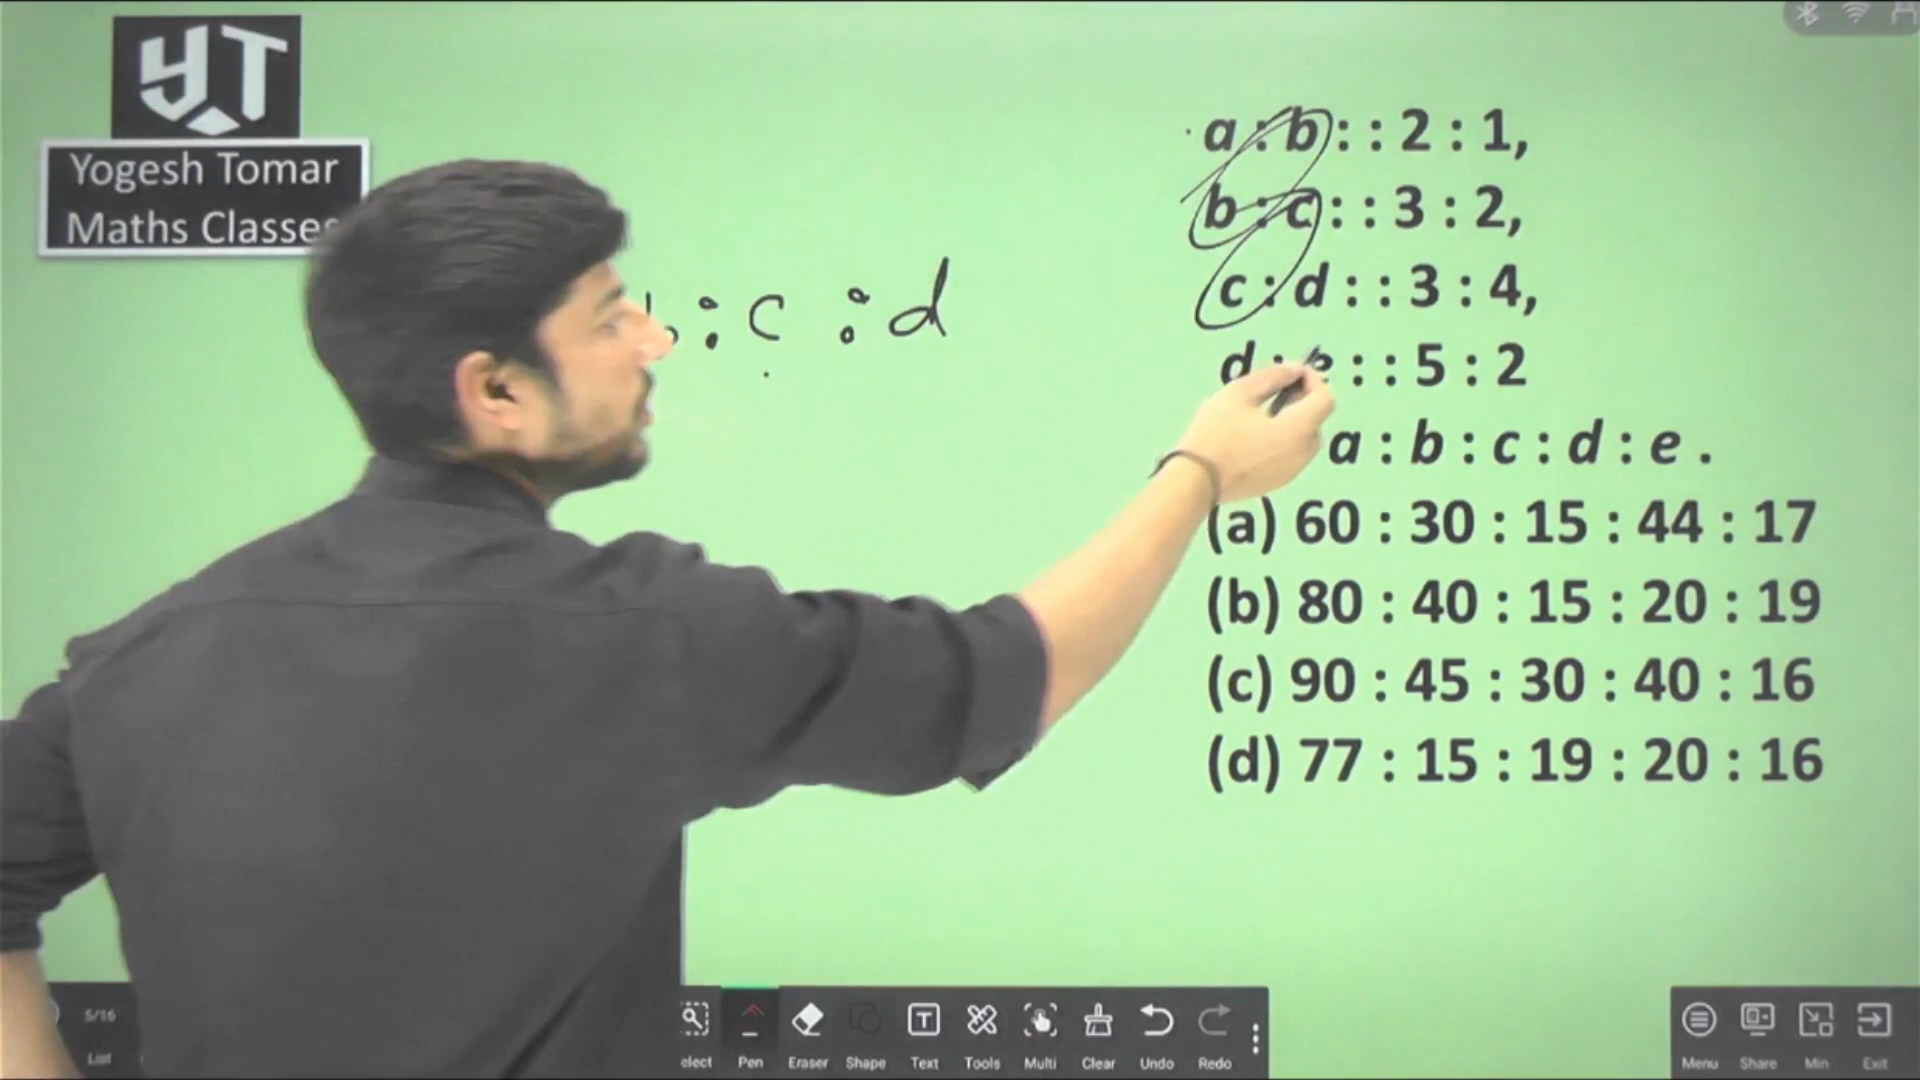 YT
Yogesh Tomar
Maths Classes
: c : d
a : b : : 2 : 1,
b : c : : 3 : 2,
c : d : : 3 : 4,
d : e : : 5 : 2
a : b : c : d : e .
(a) 60 : 30 : 15 : 44 : 17
(b) 80 : 40 : 15 : 20 : 19
(c) 90 : 45 : 30 : 40 : 16
(d) 77 : 15 : 19 : 20 : 16
5/16
List
elect Pen Eraser Shape Text Tools Multi Clear Undo Redo
Menu Share Min Exit